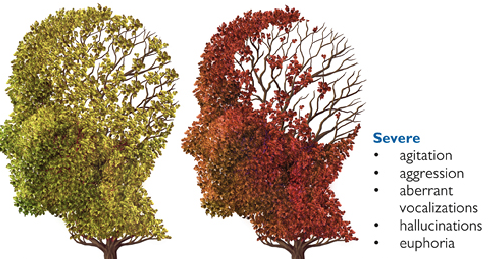 Severe
• agitation
• aggression
• aberrant
vocalizations
• hallucinations
• euphoria